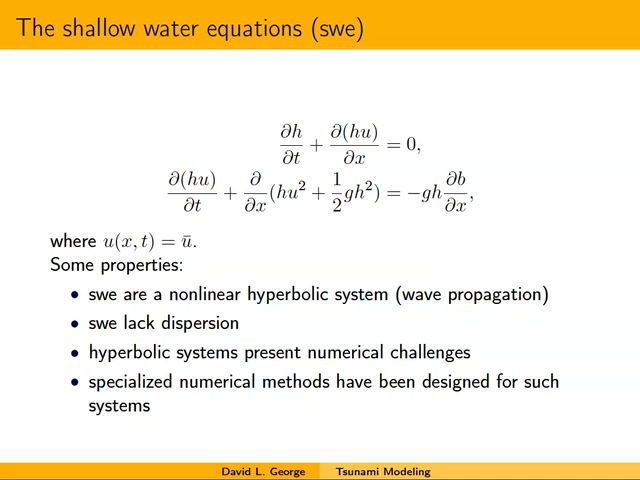 The shallow water equations (swe)
∂h/∂t + ∂(hu)/∂x = 0,
∂(hu)/∂t + ∂/∂x(hu² + 1/2gh²) = −gh∂b/∂x,
where u(x, t) = ū.
Some properties:
• swe are a nonlinear hyperbolic system (wave propagation)
• swe lack dispersion
• hyperbolic systems present numerical challenges
• specialized numerical methods have been designed for such
systems
David L. George Tsunami Modeling